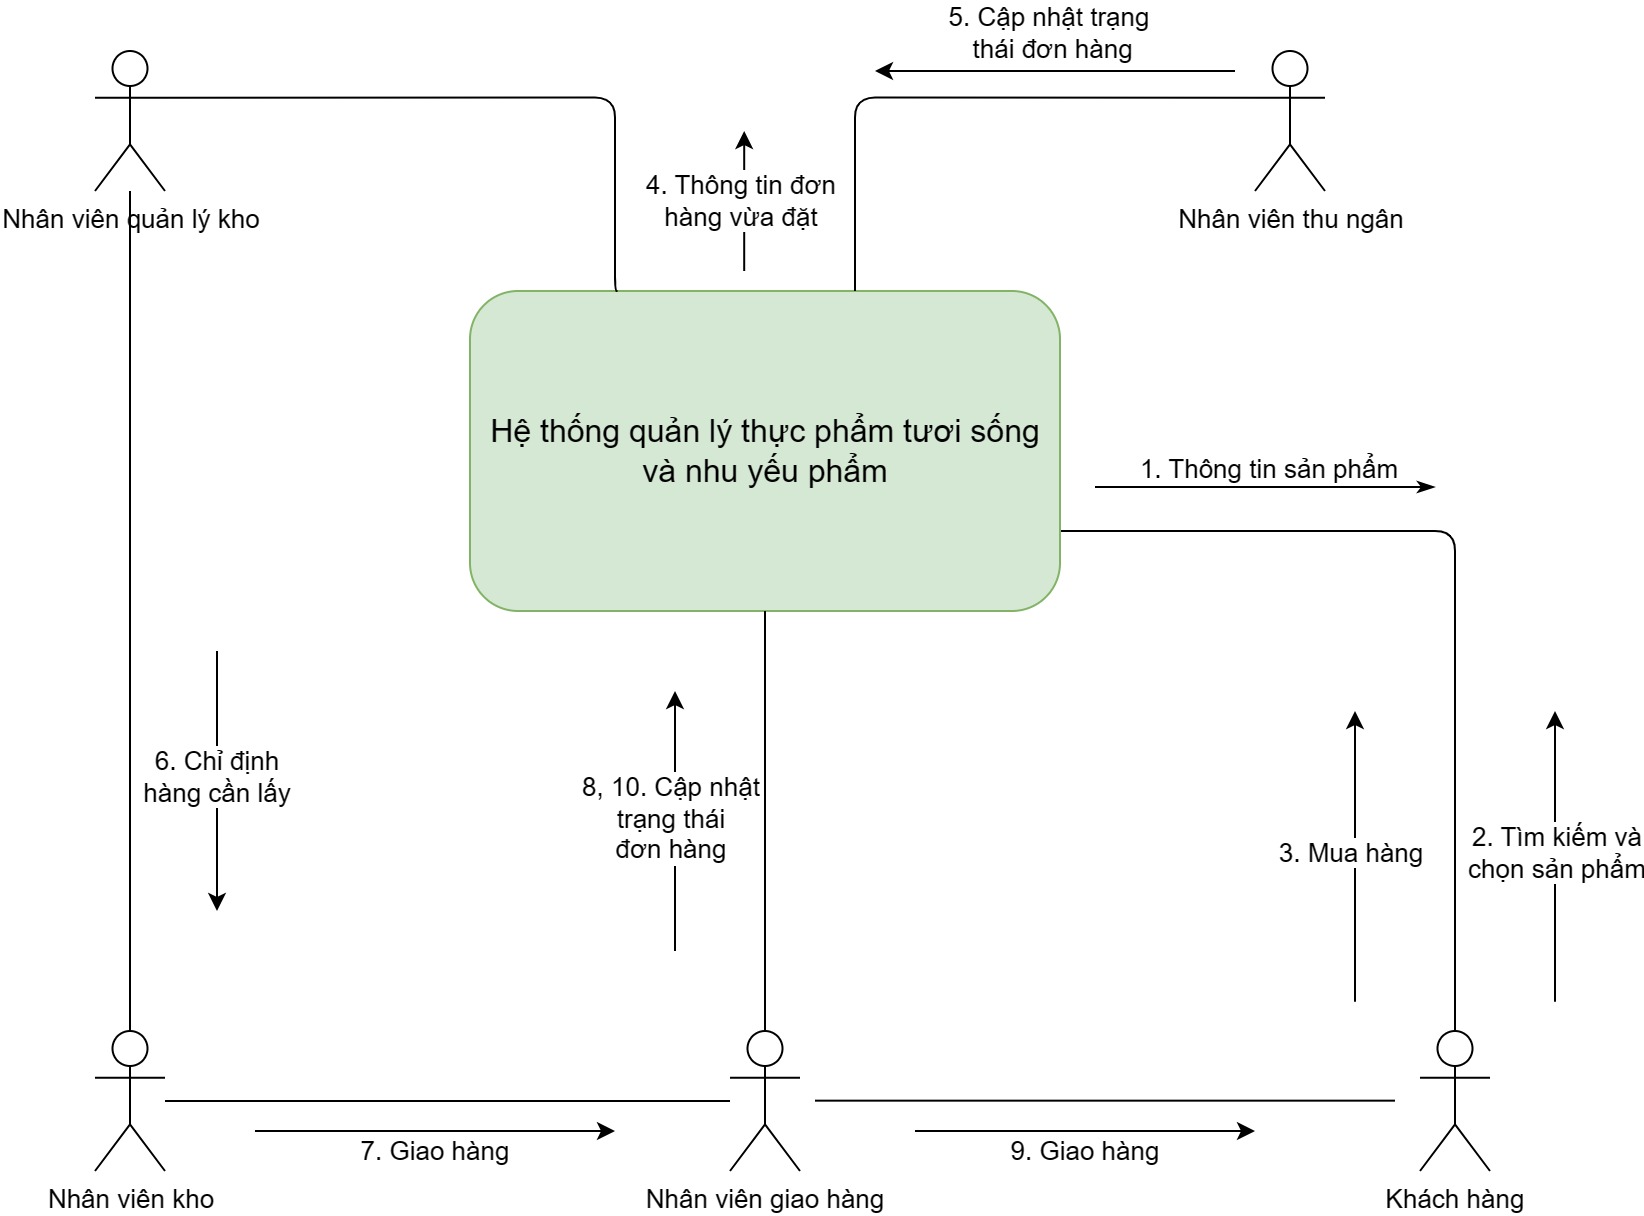 5. Cập nhật trạng
thái đơn hàng
4. Thông tin đơn
hàng vừa đặt
Nhân viên quản lý kho
Nhân viên thu ngân
Hệ thống quản lý thực phẩm tươi sống
và nhu yếu phẩm
1. Thông tin sản phẩm
6. Chỉ định
hàng cần lấy
8, 10. Cập nhật
trạng thái
đơn hàng
3. Mua hàng
2. Tìm kiếm và
chọn sản phẩm
7. Giao hàng
9. Giao hàng
Nhân viên kho
Nhân viên giao hàng
Khách hàng